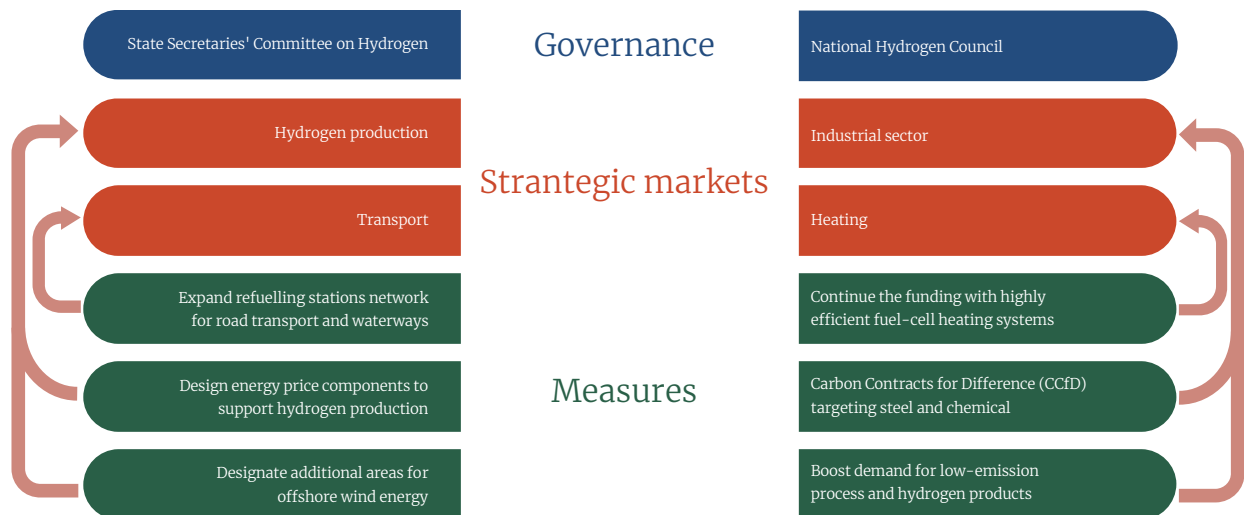 State Secretaries' Committee on Hydrogen
Governance
National Hydrogen Council
Hydrogen production
Industrial sector
Strantegic markets
Transport
Heating
Expand refuelling stations network
for road transport and waterways
Continue the funding with highly
efficient fuel-cell heating systems
Design energy price components to
support hydrogen production
Measures
Carbon Contracts for Difference (CCfD)
targeting steel and chemical
Designate additional areas for
offshore wind energy
Boost demand for low-emission
process and hydrogen products